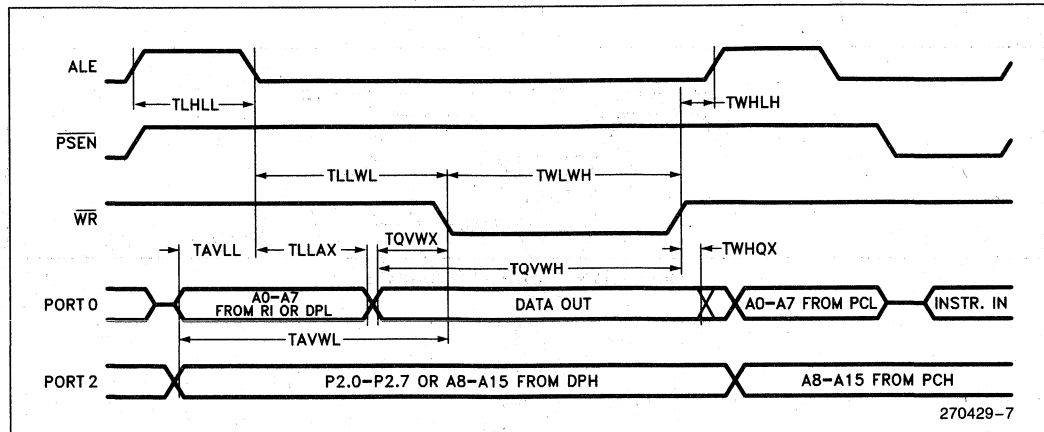 ALE
TLHLL
TWHLH
PSEN
TLLWL
TWLWH
WR
TAVLL
TLLAX
TQVWX
TWHQX
TQVWH
PORT 0
A0–A7
FROM RI OR DPL
DATA OUT
A0–A7 FROM PCL
INSTR. IN
TAVWL
PORT 2
P2.0–P2.7 OR A8–A15 FROM DPH
A8–A15 FROM PCH
270429–7